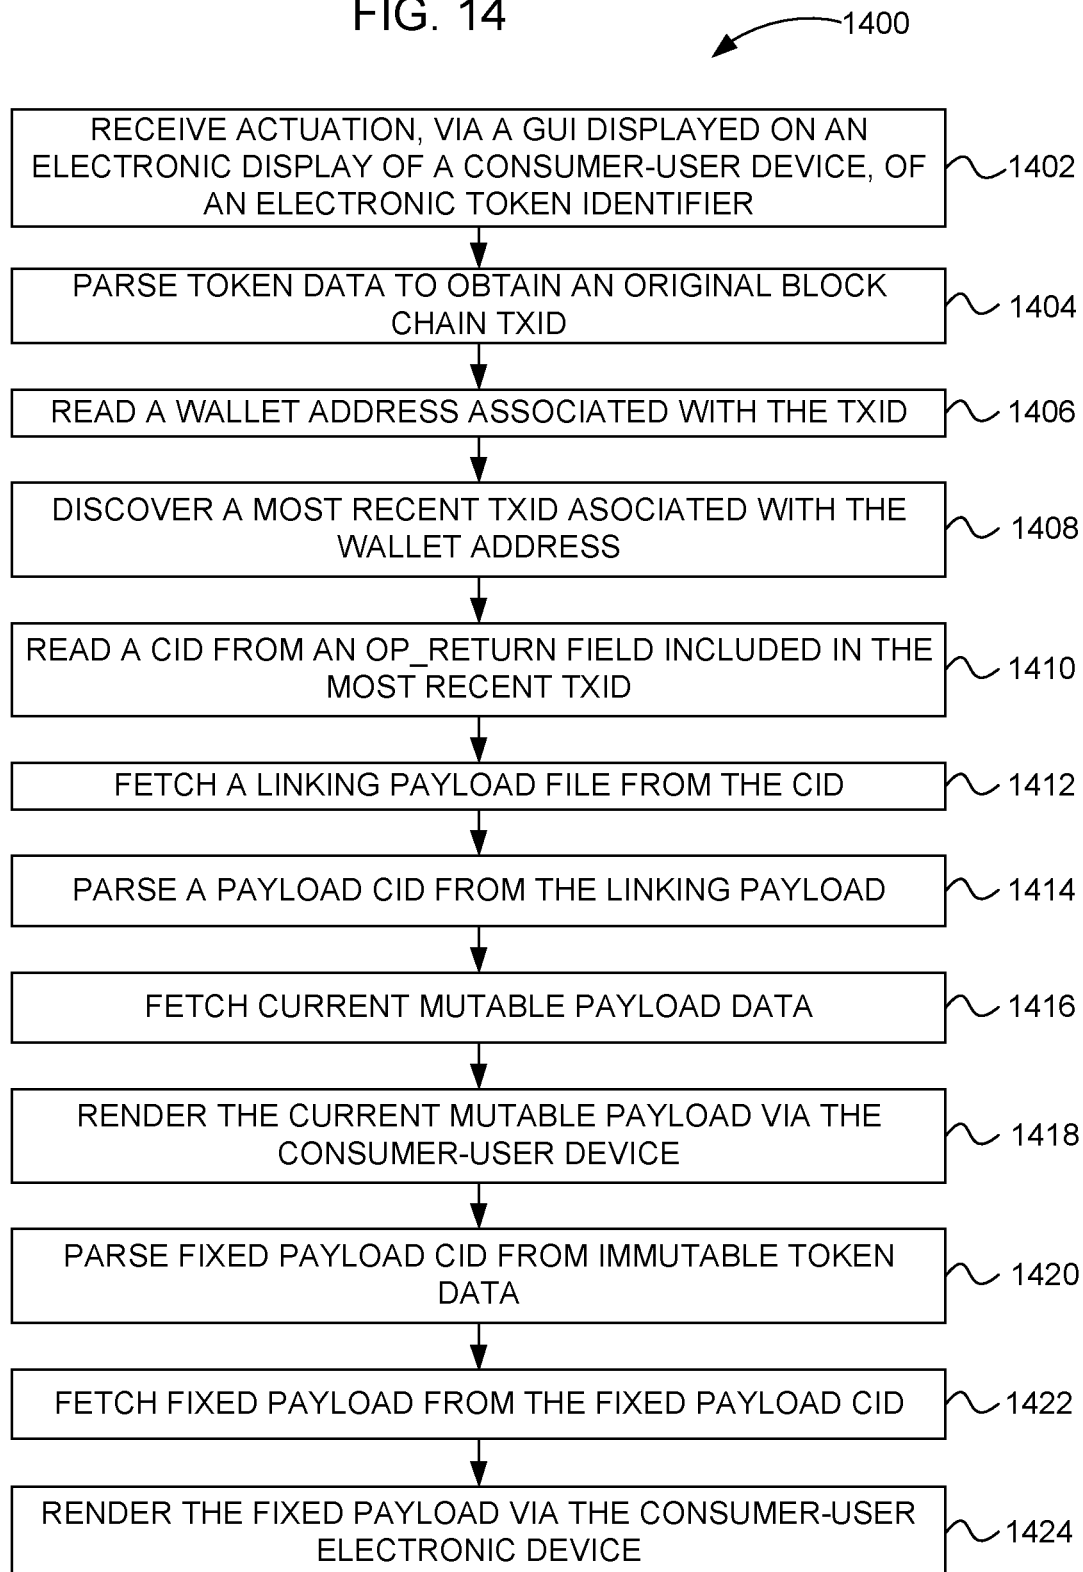 FIG. 14
1400
RECEIVE ACTUATION, VIA A GUI DISPLAYED ON AN
ELECTRONIC DISPLAY OF A CONSUMER-USER DEVICE, OF
AN ELECTRONIC TOKEN IDENTIFIER
1402
PARSE TOKEN DATA TO OBTAIN AN ORIGINAL BLOCK
CHAIN TXID
1404
READ A WALLET ADDRESS ASSOCIATED WITH THE TXID
1406
DISCOVER A MOST RECENT TXID ASOCIATED WITH THE
WALLET ADDRESS
1408
READ A CID FROM AN OP_RETURN FIELD INCLUDED IN THE
MOST RECENT TXID
1410
FETCH A LINKING PAYLOAD FILE FROM THE CID
1412
PARSE A PAYLOAD CID FROM THE LINKING PAYLOAD
1414
FETCH CURRENT MUTABLE PAYLOAD DATA
1416
RENDER THE CURRENT MUTABLE PAYLOAD VIA THE
CONSUMER-USER DEVICE
1418
PARSE FIXED PAYLOAD CID FROM IMMUTABLE TOKEN
DATA
1420
FETCH FIXED PAYLOAD FROM THE FIXED PAYLOAD CID
1422
RENDER THE FIXED PAYLOAD VIA THE CONSUMER-USER
ELECTRONIC DEVICE
1424